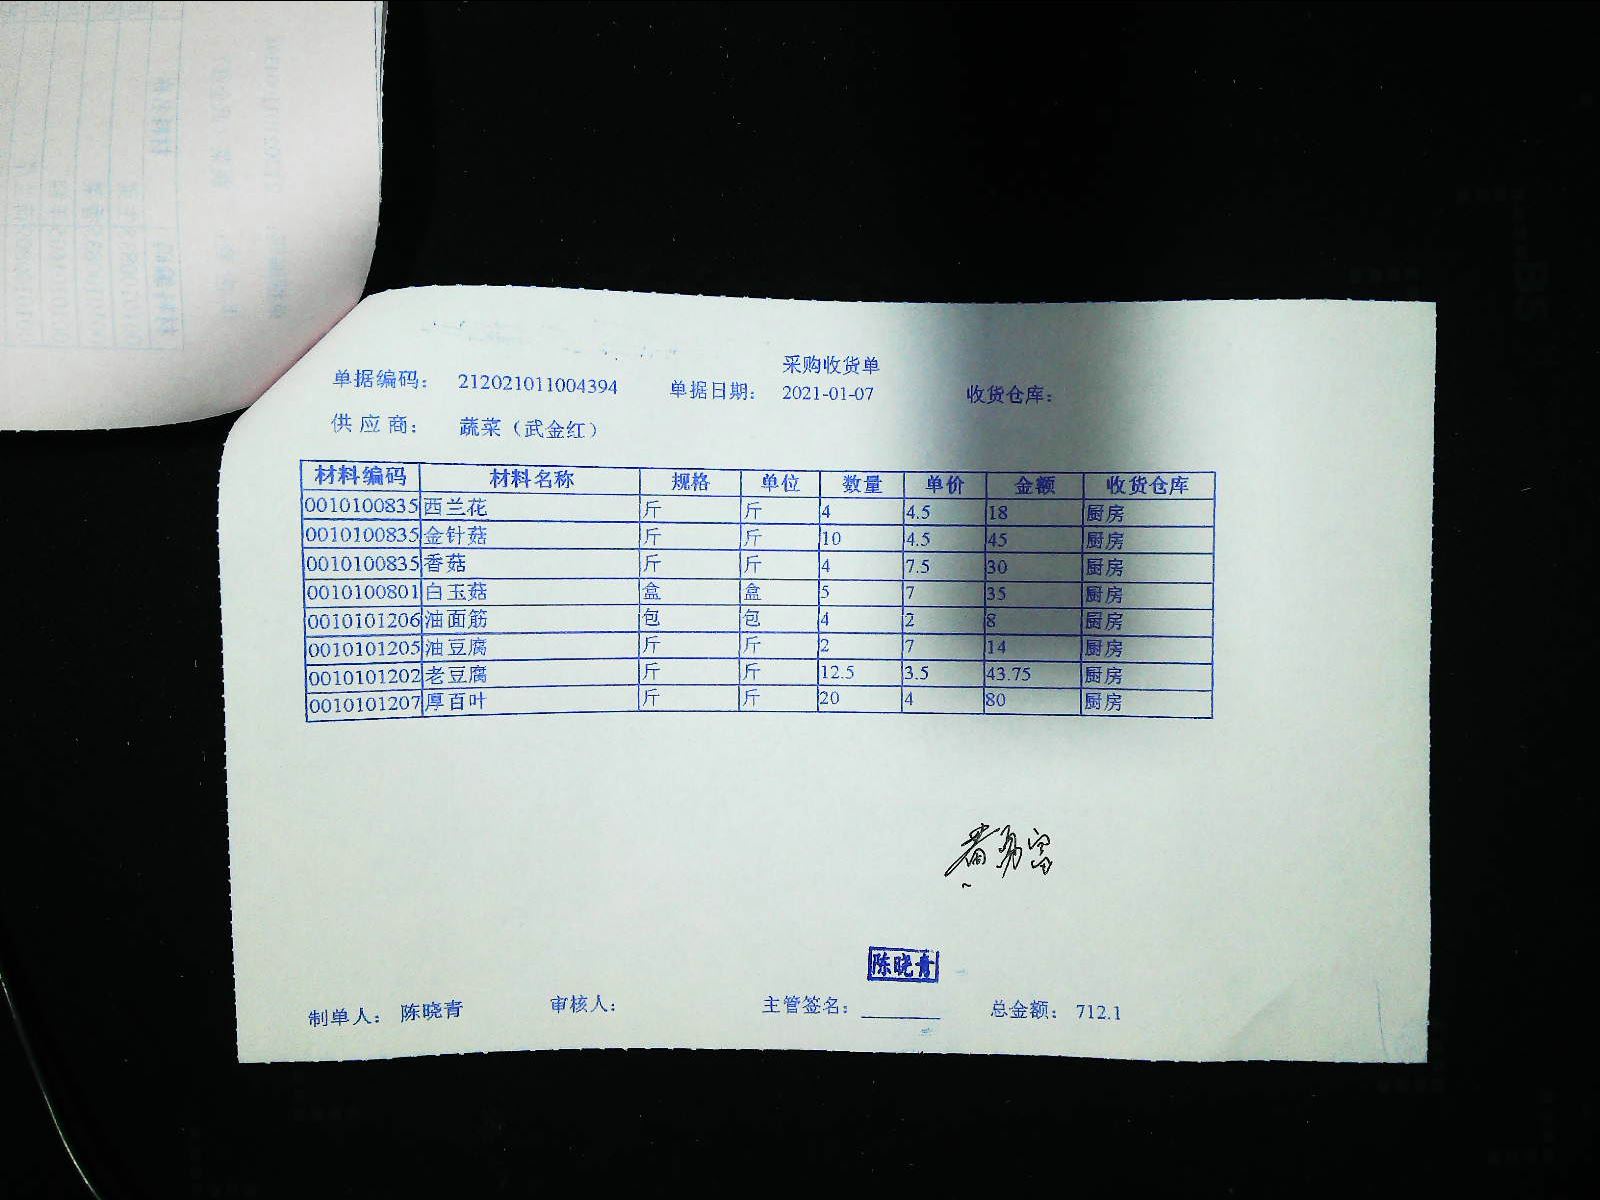 采购收货单
单据编码： 212021011004394 单据日期： 2021-01-07 收货仓库：
供应商： 蔬菜（武金红）
材料编码 材料名称 规格 单位 数量 单价 金额 收货仓库
0010100835 西兰花 斤 斤 4 4.5 18 厨房
0010100835 金针菇 斤 斤 10 4.5 45 厨房
0010100835 香菇 斤 斤 4 7.5 30 厨房
0010100801 白玉菇 盒 盒 5 7 35 厨房
0010101206 油面筋 包 包 4 2 8 厨房
0010101205 油豆腐 斤 斤 2 7 14 厨房
0010101202 老豆腐 斤 斤 12.5 3.5 43.75 厨房
0010101207 厚百叶 斤 斤 20 4 80 厨房
陈晓青
制单人： 陈晓青 审核人： 主管签名： 总金额： 712.1